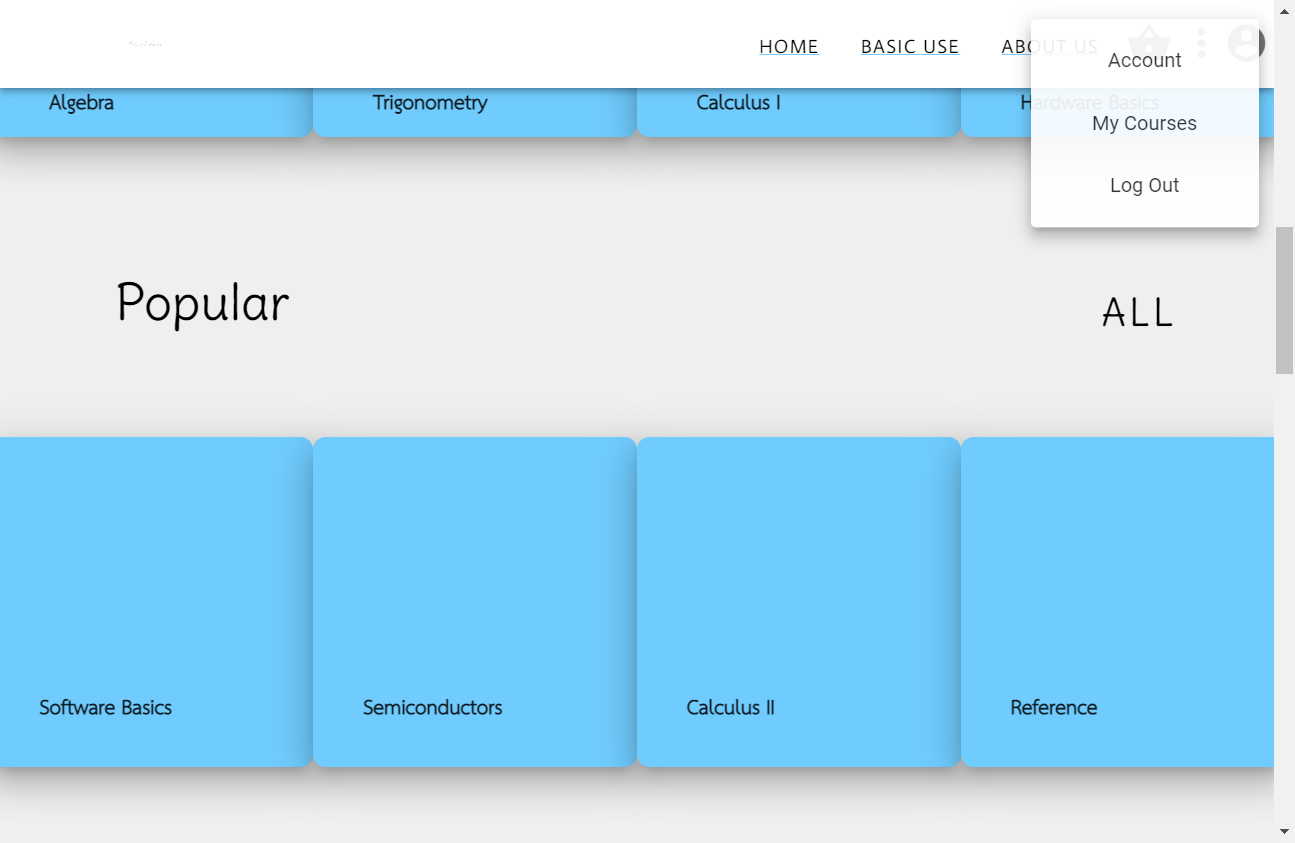 HOME BASIC USE ABOUT US
Account
Algebra Trigonometry Calculus I Hardware Basics
My Courses
Log Out
Popular ALL
Software Basics Semiconductors Calculus II Reference